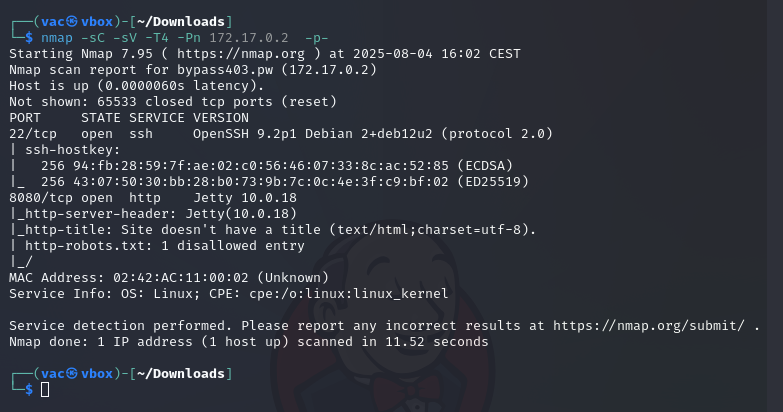 ┌──(vac㉿vbox)-[~/Downloads]
└─$ nmap -sC -sV -T4 -Pn 172.17.0.2  -p-
Starting Nmap 7.95 ( https://nmap.org ) at 2025-08-04 16:02 CEST
Nmap scan report for bypass403.pw (172.17.0.2)
Host is up (0.0000060s latency).
Not shown: 65533 closed tcp ports (reset)
PORT     STATE SERVICE VERSION
22/tcp   open  ssh     OpenSSH 9.2p1 Debian 2+deb12u2 (protocol 2.0)
| ssh-hostkey:
|   256 94:fb:28:59:7f:ae:02:c0:56:46:07:33:8c:ac:52:85 (ECDSA)
|_  256 43:07:50:30:bb:28:b0:73:9b:7c:0c:4e:3f:c9:bf:02 (ED25519)
8080/tcp open  http    Jetty 10.0.18
|_http-server-header: Jetty(10.0.18)
|_http-title: Site doesn't have a title (text/html;charset=utf-8).
| http-robots.txt: 1 disallowed entry
|_/
MAC Address: 02:42:AC:11:00:02 (Unknown)
Service Info: OS: Linux; CPE: cpe:/o:linux:linux_kernel

Service detection performed. Please report any incorrect results at https://nmap.org/submit/ .
Nmap done: 1 IP address (1 host up) scanned in 11.52 seconds

┌──(vac㉿vbox)-[~/Downloads]
└─$